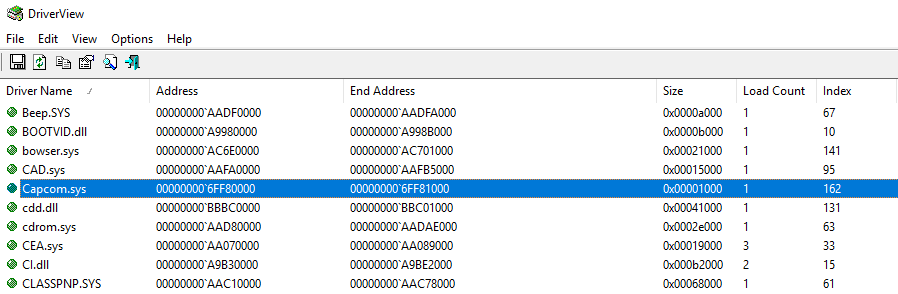 DriverView
File Edit View Options Help
Driver Name / Address End Address Size Load Count Index
Beep.SYS 00000000`AADF0000 00000000`AADFA000 0x0000a000 1 67
BOOTVID.dll 00000000`A9980000 00000000`A998B000 0x0000b000 1 10
bowser.sys 00000000`AC6E0000 00000000`AC701000 0x00021000 1 141
CAD.sys 00000000`AAFA0000 00000000`AAFB5000 0x00015000 1 95
Capcom.sys 00000000`6FF80000 00000000`6FF81000 0x00001000 1 162
cdd.dll 00000000`BBBC0000 00000000`BBC01000 0x00041000 1 131
cdrom.sys 00000000`AAD80000 00000000`AADAE000 0x0002e000 1 63
CEA.sys 00000000`AA070000 00000000`AA089000 0x00019000 3 33
CI.dll 00000000`A9B30000 00000000`A9BE2000 0x000b2000 2 15
CLASSPNP.SYS 00000000`AAC10000 00000000`AAC78000 0x00068000 1 61